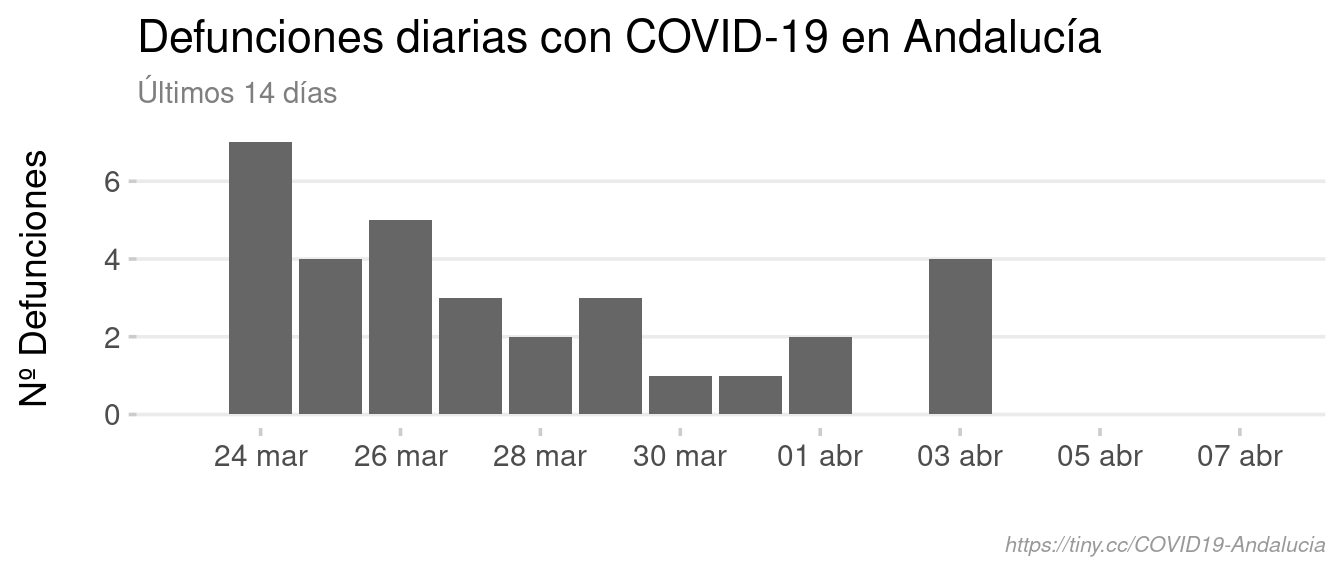 Defunciones diarias con COVID-19 en Andalucía
Últimos 14 días
Nº Defunciones
6
4
2
0
24 mar 26 mar 28 mar 30 mar 01 abr 03 abr 05 abr 07 abr
https://tiny.cc/COVID19-Andalucia